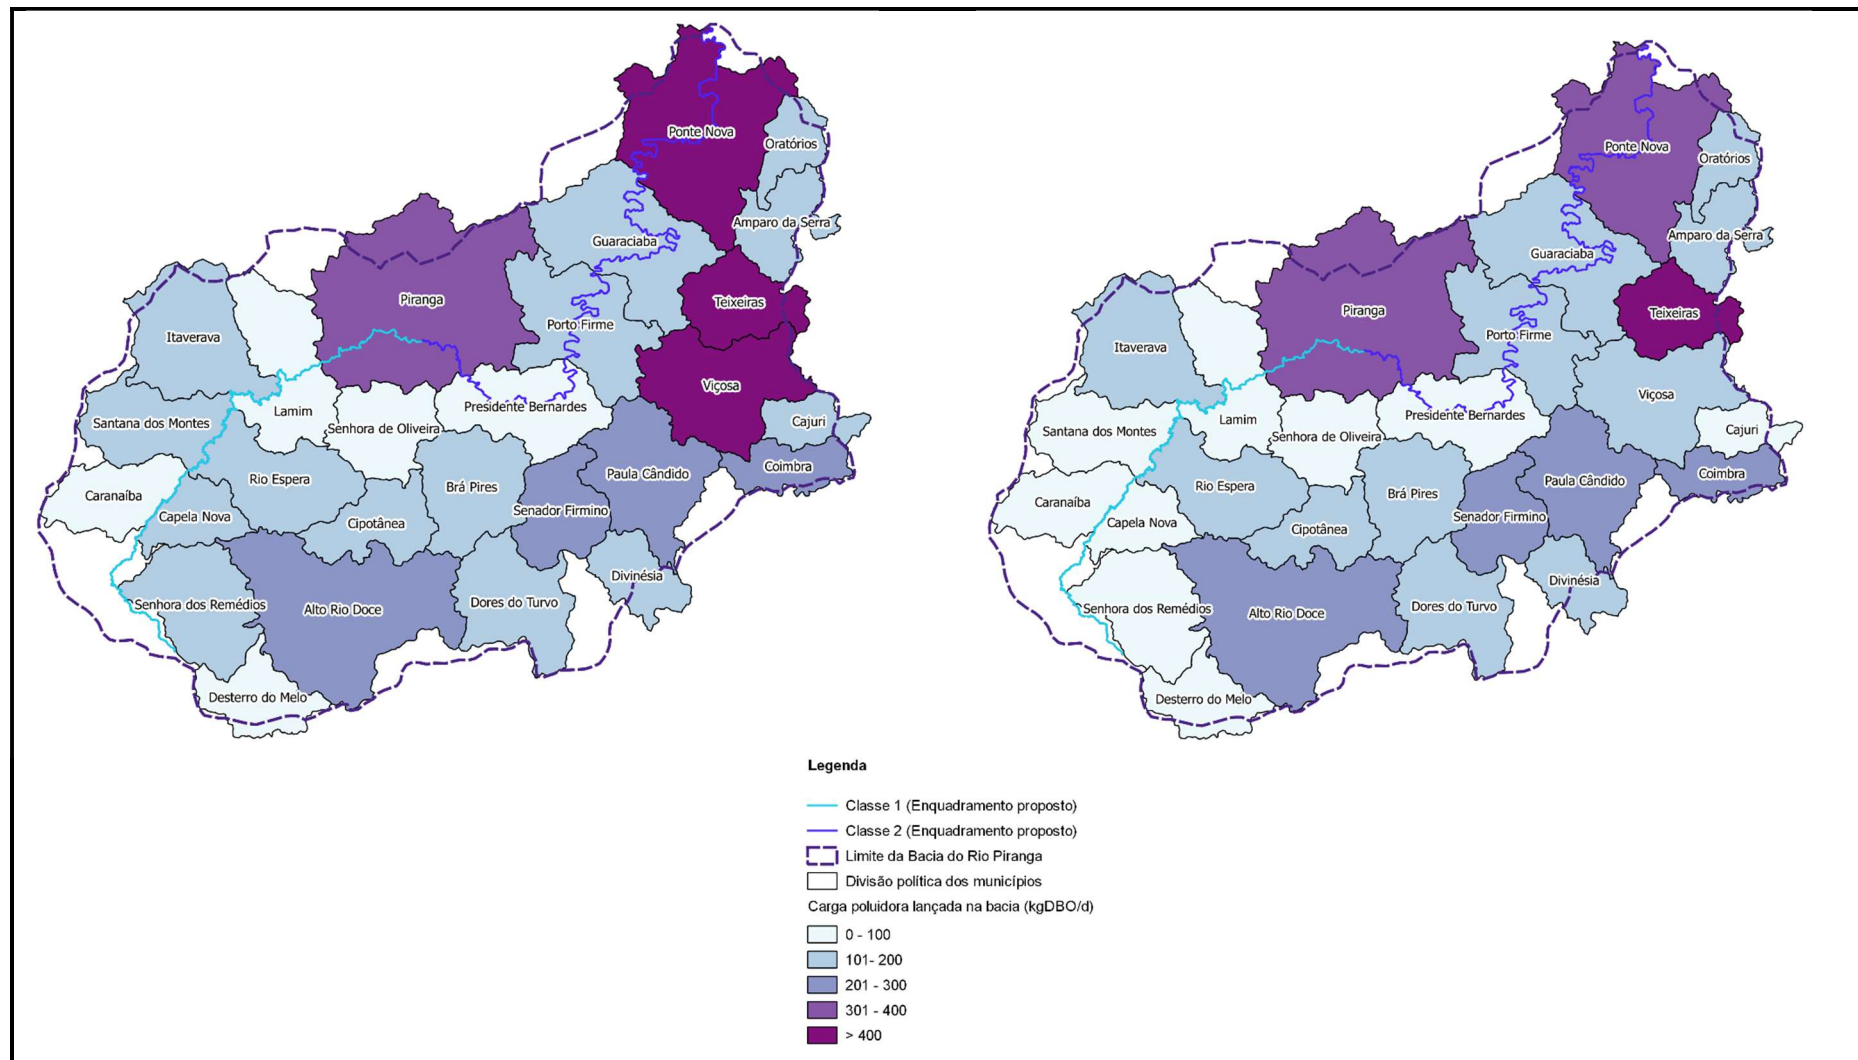 Ponte Nova
Oratórios
Amparo da Serra
Guaraciaba
Piranga
Teixeiras
Porto Firme
Itaverava
Viçosa
Presidente Bernardes
Lamim
Cajuri
Santana dos Montes
Senhora de Oliveira
Coimbra
Paula Cândido
Rio Espera
Brá Pires
Caranaíba
Senador Firmino
Capela Nova
Cipotânea
Divinésia
Dores do Turvo
Senhora dos Remédios
Alto Rio Doce
Desterro do Melo
Ponte Nova
Oratórios
Amparo da Serra
Guaraciaba
Piranga
Teixeiras
Porto Firme
Itaverava
Viçosa
Presidente Bernardes
Lamim
Cajuri
Santana dos Montes
Senhora de Oliveira
Coimbra
Paula Cândido
Rio Espera
Brá Pires
Caranaíba
Senador Firmino
Capela Nova
Cipotânea
Divinésia
Dores do Turvo
Senhora dos Remédios
Alto Rio Doce
Desterro do Melo
Legenda
Classe 1 (Enquadramento proposto)
Classe 2 (Enquadramento proposto)
Limite da Bacia do Rio Piranga
Divisão política dos municípios
Carga poluidora lançada na bacia (kgDBO/d)
0 - 100
101- 200
201 - 300
301 - 400
> 400